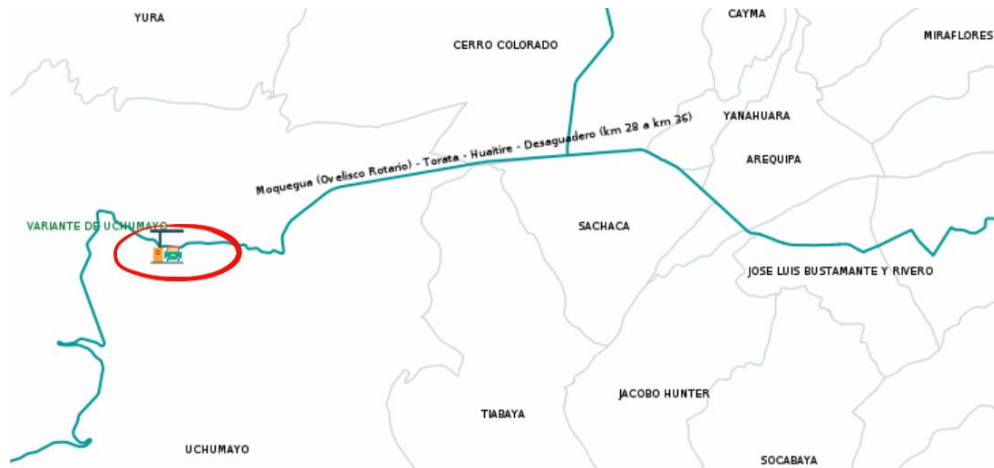 YURA
CAYMA
CERRO COLORADO
MIRAFLORES
Moquegua (Ovelisco Rotario) - Torata - Huaitire - Desaguadero (km 28 a km 36)
YANAHUARA
AREQUIPA
VARIANTE DE UCHUMAYO
SACHACA
JOSE LUIS BUSTAMANTE Y RIVERO
JACOBO HUNTER
TIABAYA
UCHUMAYO
SOCABAYA